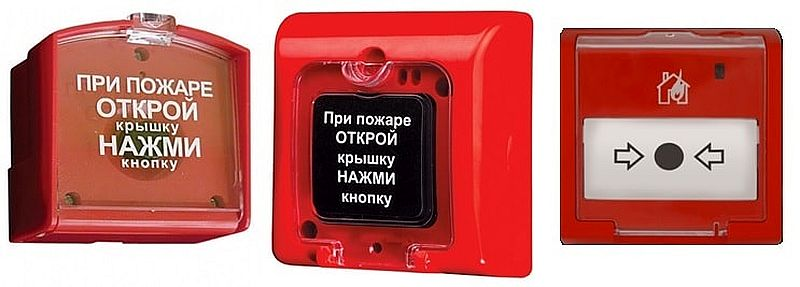 ПРИ ПОЖАРЕ
ОТКРОЙ
крышку
НАЖМИ
кнопку
При пожаре
ОТКРОЙ
крышку
НАЖМИ
кнопку